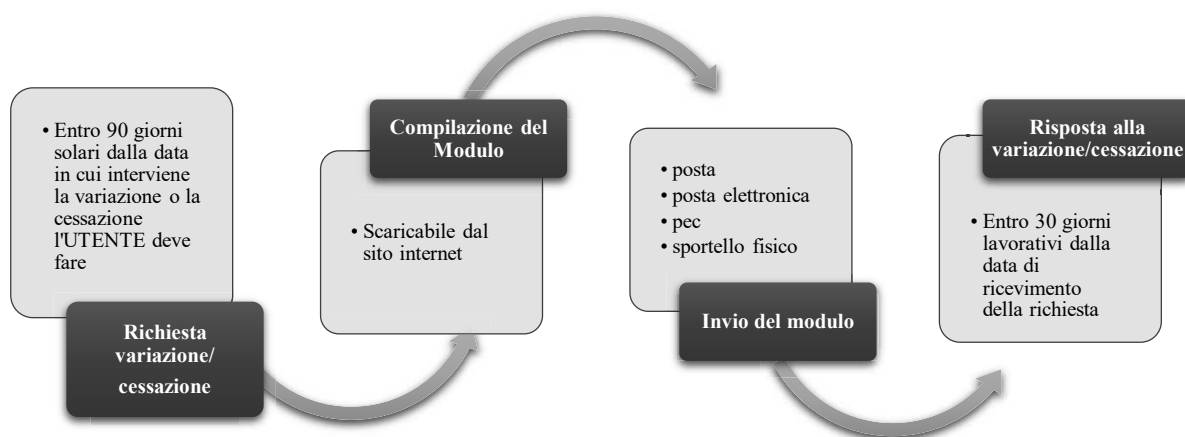 • Entro 90 giorni
solari dalla data
in cui interviene
la variazione o la
cessazione
l'UTENTE deve
fare
Richiesta
variazione/
cessazione
Compilazione del
Modulo
• Scaricabile dal
sito internet
• posta
• posta elettronica
• pec
• sportello fisico
Invio del modulo
Risposta alla
variazione/cessazione
• Entro 30 giorni
lavorativi dalla
data di
ricevimento
della richiesta